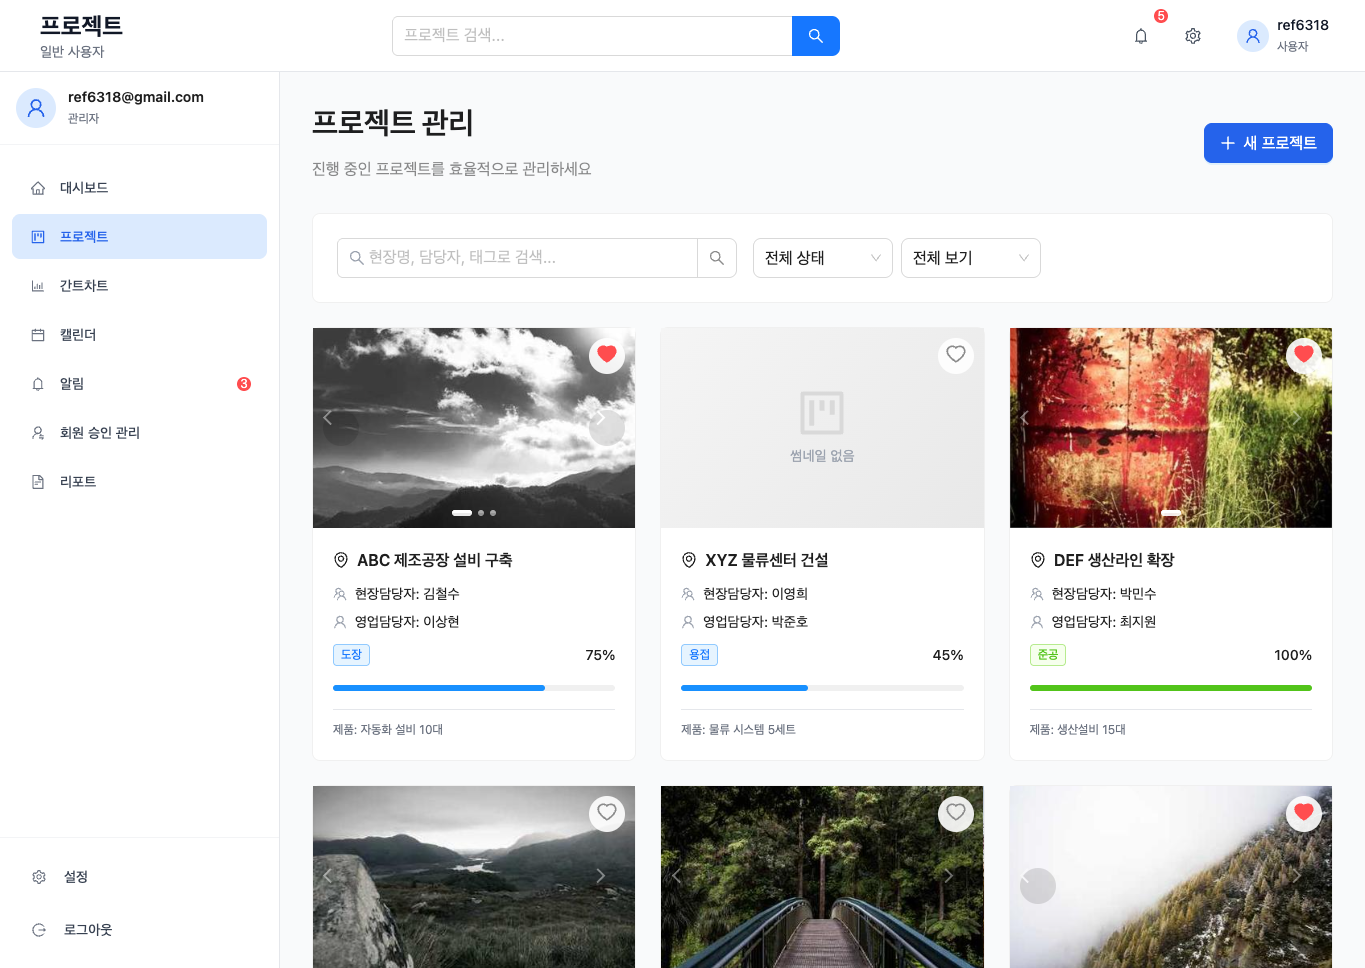 프로젝트
일반 사용자
프로젝트 검색...
5
ref6318
사용자
ref6318@gmail.com
관리자
대시보드
프로젝트
간트차트
캘린더
알림
3
회원 승인 관리
리포트
설정
로그아웃
프로젝트 관리
진행 중인 프로젝트를 효율적으로 관리하세요
새 프로젝트
현장명, 담당자, 태그로 검색...
전체 상태
전체 보기
ABC 제조공장 설비 구축
현장담당자: 김철수
영업담당자: 이상현
도장
75%
제품: 자동화 설비 10대
썸네일 없음
XYZ 물류센터 건설
현장담당자: 이영희
영업담당자: 박준호
용접
45%
제품: 물류 시스템 5세트
DEF 생산라인 확장
현장담당자: 박민수
영업담당자: 최지원
준공
100%
제품: 생산설비 15대